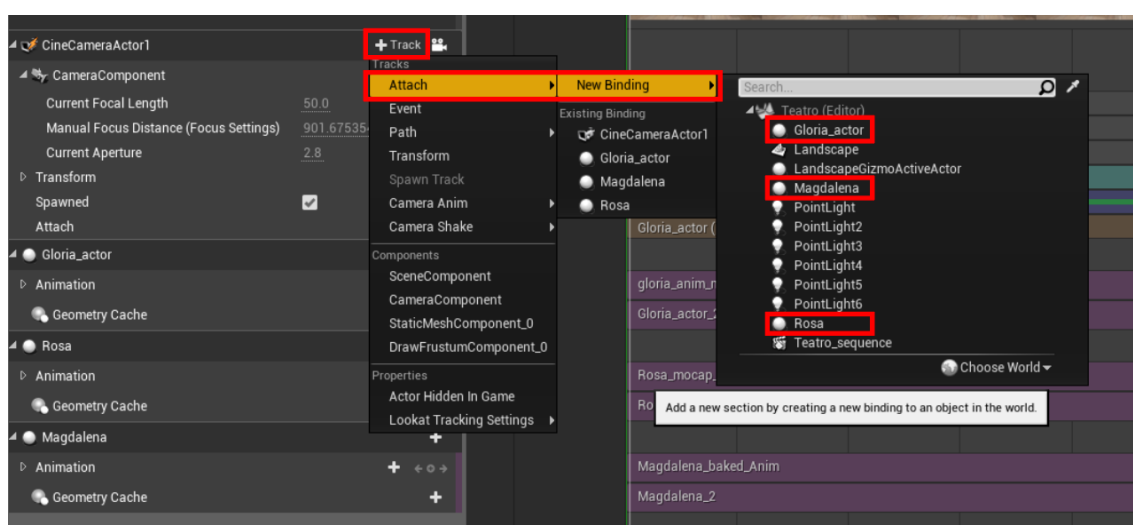 CineCameraActor1
Track
CameraComponent
Current Focal Length 50.0
Manual Focus Distance (Focus Settings) 901.67535
Current Aperture 2.8
Transform
Spawned
Attach
Gloria_actor
Animation
Geometry Cache
Rosa
Animation
Geometry Cache
Magdalena
Animation
Geometry Cache
Tracks
Attach
Event
Path
Transform
Spawn Track
Camera Anim
Camera Shake
Components
SceneComponent
CameraComponent
StaticMeshComponent_0
DrawFrustumComponent_0
Properties
Actor Hidden In Game
Lookat Tracking Settings
New Binding
Existing Binding
CineCameraActor1
Gloria_actor
Magdalena
Rosa
Search...
Teatro (Editor)
Gloria_actor
Landscape
LandscapeGizmoActiveActor
Magdalena
PointLight
PointLight2
PointLight3
PointLight4
PointLight5
PointLight6
Rosa
Teatro_sequence
Choose World
Add a new section by creating a new binding to an object in the world.
Gloria_actor (
gloria_anim_
Gloria_actor_
Rosa_mocap_
Ro
Magdalena_baked_Anim
Magdalena_2